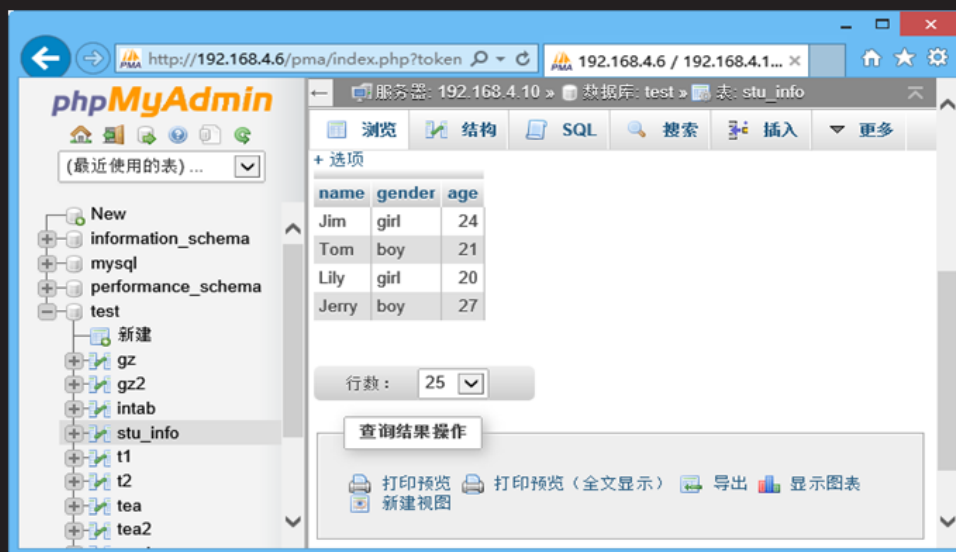 http://192.168.4.6/pma/index.php?token
PMA 192.168.4.6 / 192.168.4.1...
phpMyAdmin
(最近使用的表) ...
New
information_schema
mysql
performance_schema
test
新建
gz
gz2
intab
stu_info
t1
t2
tea
tea2
服务器: 192.168.4.10 » 数据库: test » 表: stu_info
浏览 结构 SQL 搜索 插入 更多
+ 选项
name gender age
Jim girl 24
Tom boy 21
Lily girl 20
Jerry boy 27
行数: 25
查询结果操作
打印预览 打印预览（全文显示） 导出 显示图表
新建视图